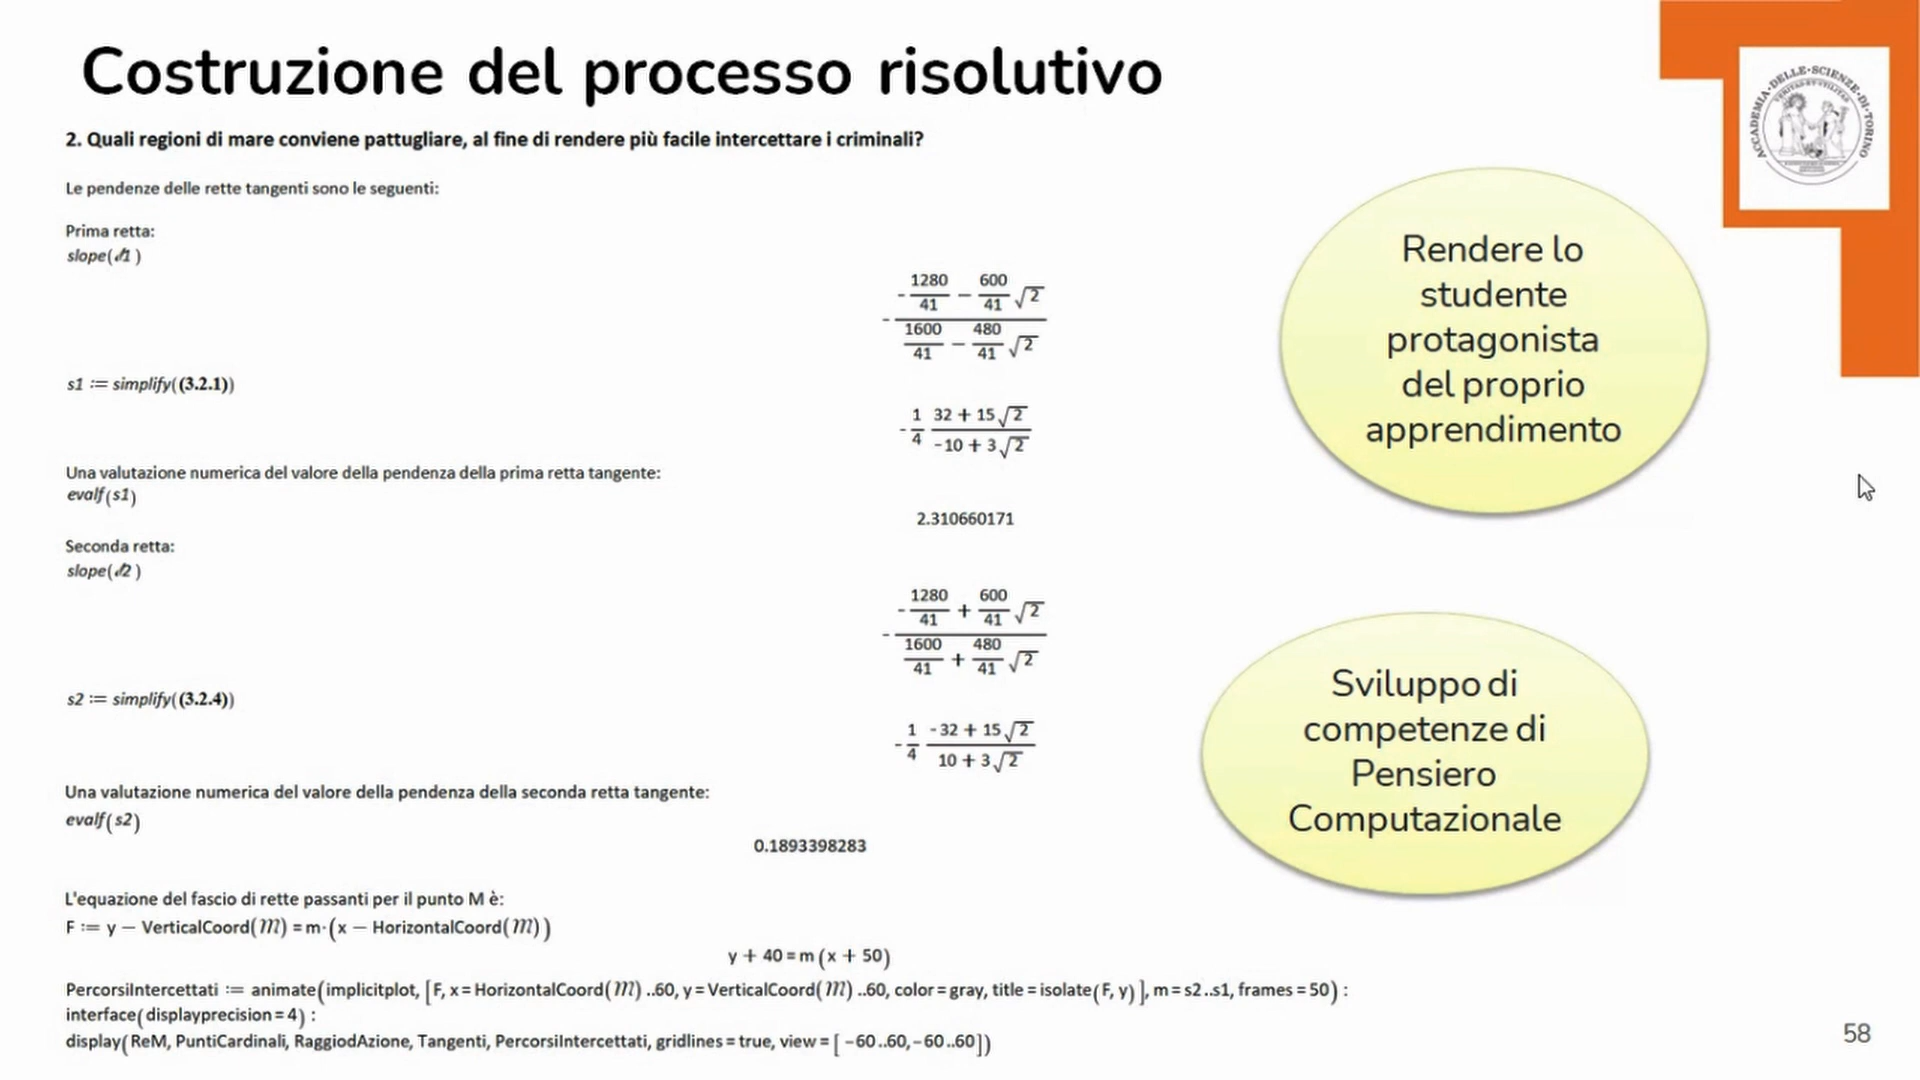 Costruzione del processo risolutivo
2. Quali regioni di mare conviene pattugliare, al fine di rendere più facile intercettare i criminali?
Le pendenze delle rette tangenti sono le seguenti:
Prima retta:
slope(𝓉1)
- (- 1280/41 − 600/41 √2) / (1600/41 − 480/41 √2)
s1 := simplify((3.2.1))
- 1/4 (32 + 15√2) / (-10 + 3√2)
Una valutazione numerica del valore della pendenza della prima retta tangente:
evalf(s1)
2.310660171
Seconda retta:
slope(𝓉2)
- (- 1280/41 + 600/41 √2) / (1600/41 + 480/41 √2)
s2 := simplify((3.2.4))
- 1/4 (-32 + 15√2) / (10 + 3√2)
Una valutazione numerica del valore della pendenza della seconda retta tangente:
evalf(s2)
0.1893398283
L'equazione del fascio di rette passanti per il punto M è:
F := y − VerticalCoord(ℳ) = m·(x − HorizontalCoord(ℳ))
y + 40 = m (x + 50)
PercorsiIntercettati := animate(implicitplot, [F, x = HorizontalCoord(ℳ) ..60, y = VerticalCoord(ℳ) ..60, color = gray, title = isolate(F, y)], m = s2 ..s1, frames = 50) :
interface(displayprecision = 4) :
display(ReM, PuntiCardinali, RaggiodAzione, Tangenti, PercorsiIntercettati, gridlines = true, view = [-60 ..60, -60 ..60])
Rendere lo
studente
protagonista
del proprio
apprendimento
Sviluppo di
competenze di
Pensiero
Computazionale
ACCADEMIA·DELLE·SCIENZE·DI·TORINO
58